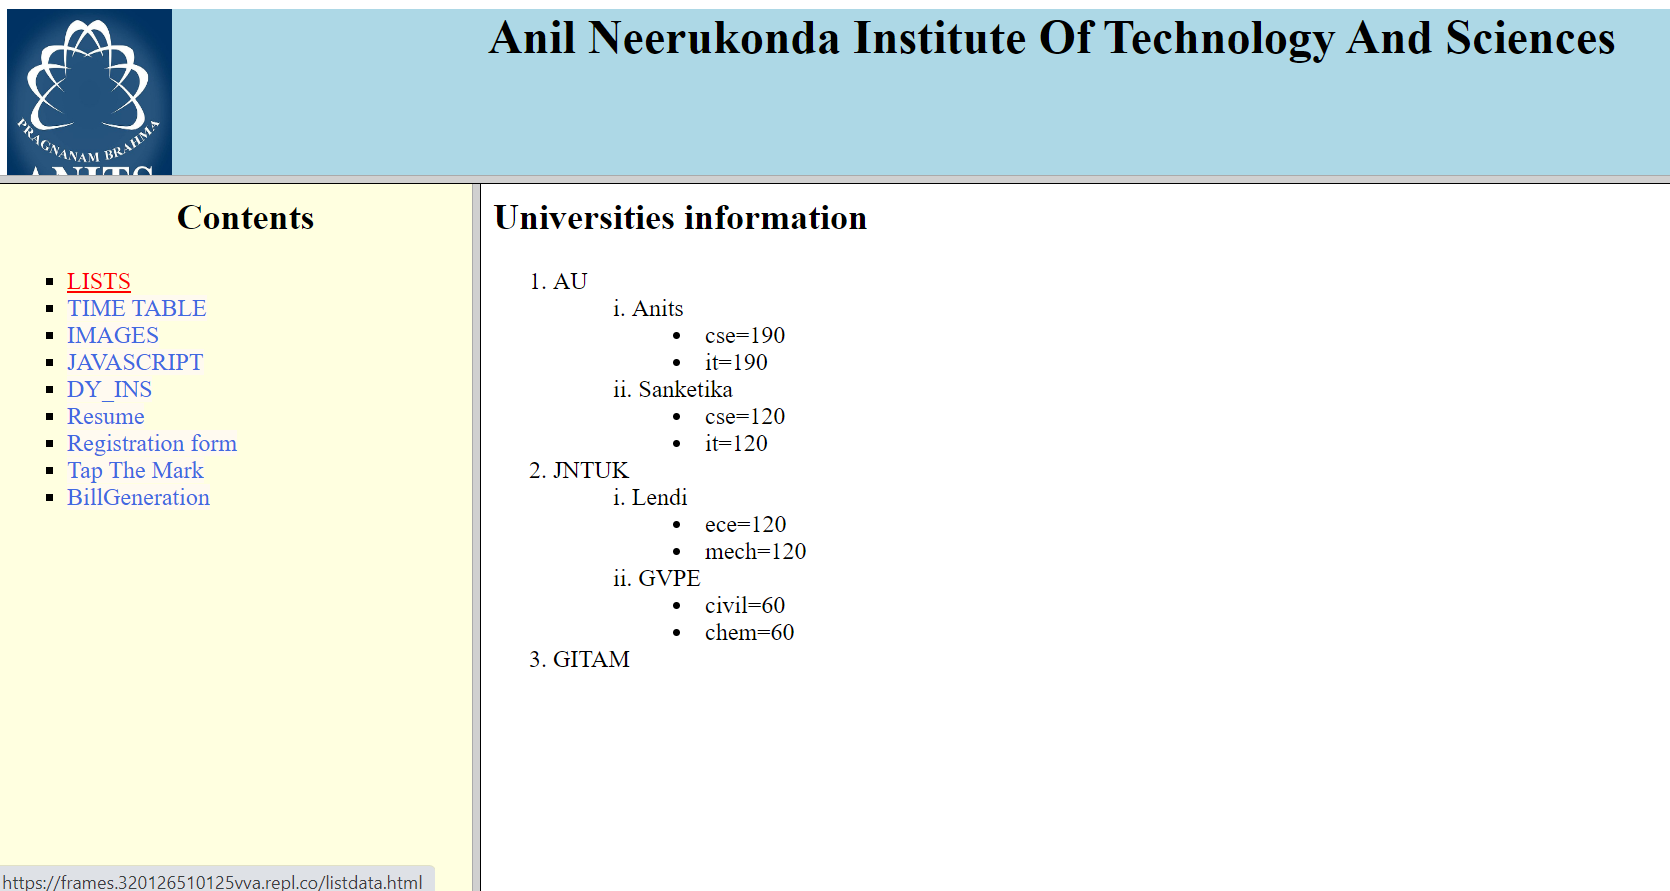 Anil Neerukonda Institute Of Technology And Sciences
PRAGNANAM BRAHMA
ANITS
Contents
▪ LISTS
▪ TIME TABLE
▪ IMAGES
▪ JAVASCRIPT
▪ DY_INS
▪ Resume
▪ Registration form
▪ Tap The Mark
▪ BillGeneration
Universities information
1. AU
i. Anits
• cse=190
• it=190
ii. Sanketika
• cse=120
• it=120
2. JNTUK
i. Lendi
• ece=120
• mech=120
ii. GVPE
• civil=60
• chem=60
3. GITAM
https://frames.320126510125vva.repl.co/listdata.html